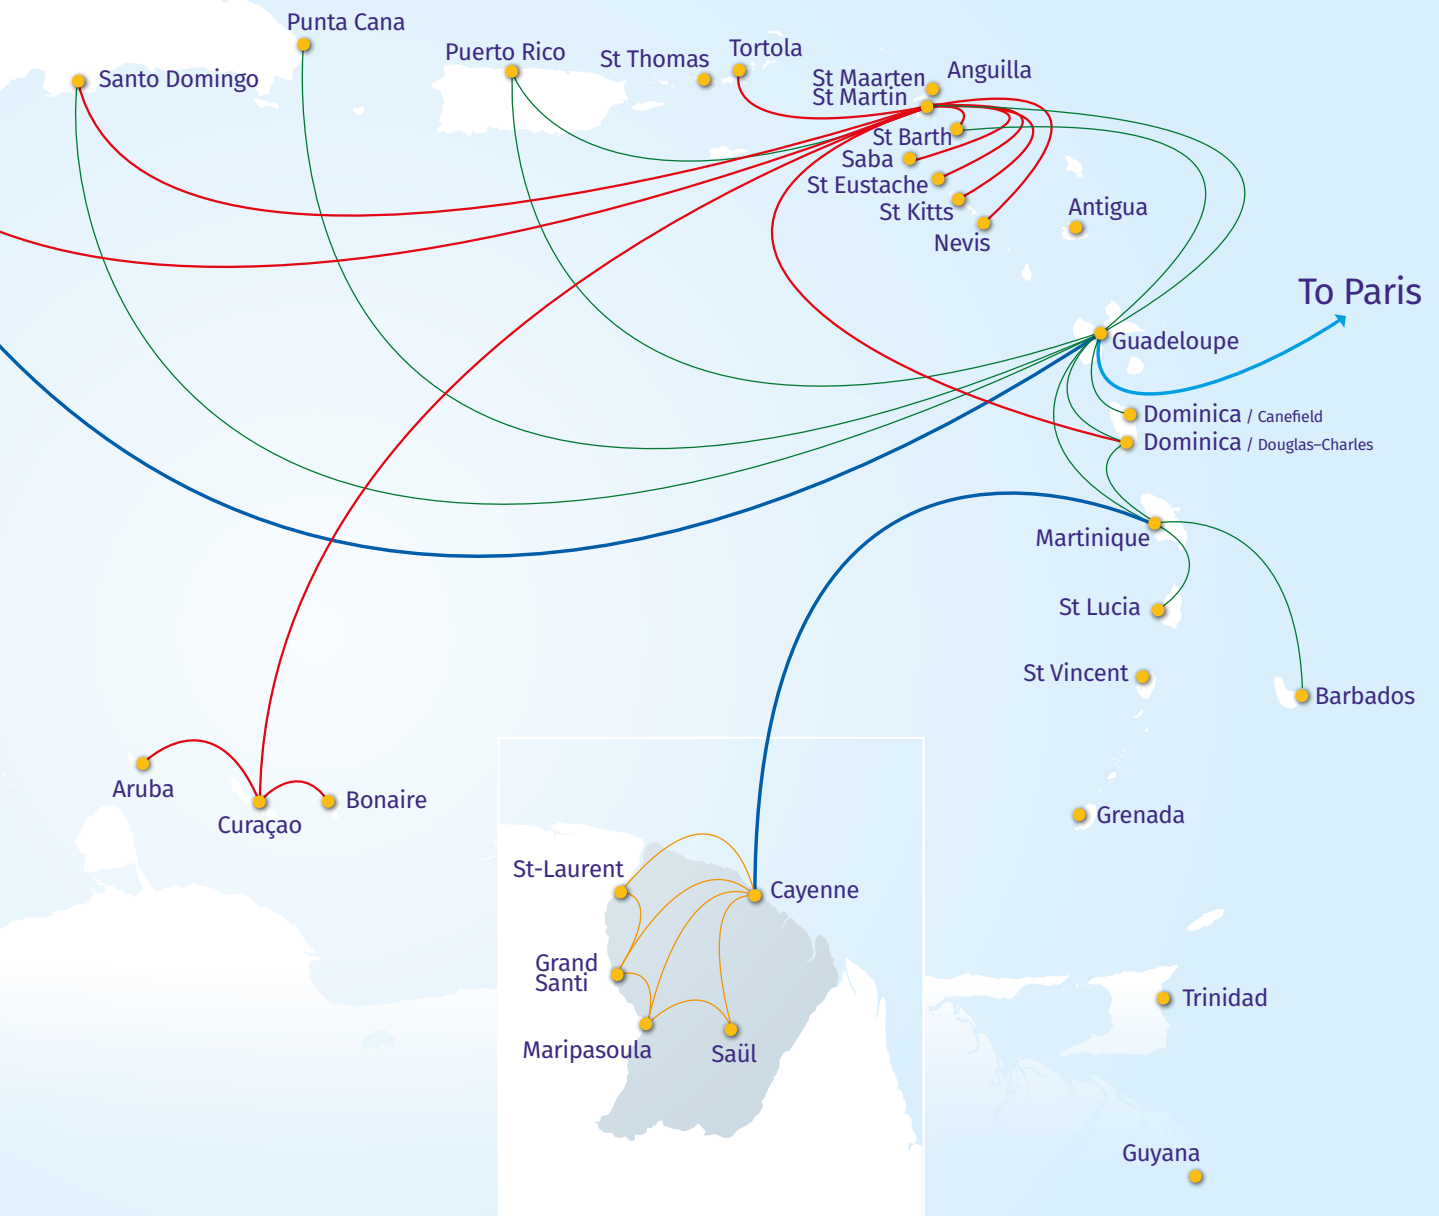 Punta Cana
Santo Domingo
Puerto Rico
St Thomas
Tortola
St Maarten
St Martin
Anguilla
St Barth
Saba
St Eustache
St Kitts
Nevis
Antigua
To Paris
Guadeloupe
Dominica / Canefield
Dominica / Douglas–Charles
Martinique
St Lucia
St Vincent
Barbados
Aruba
Curaçao
Bonaire
Grenada
St-Laurent
Cayenne
Grand
Santi
Maripasoula
Saül
Trinidad
Guyana